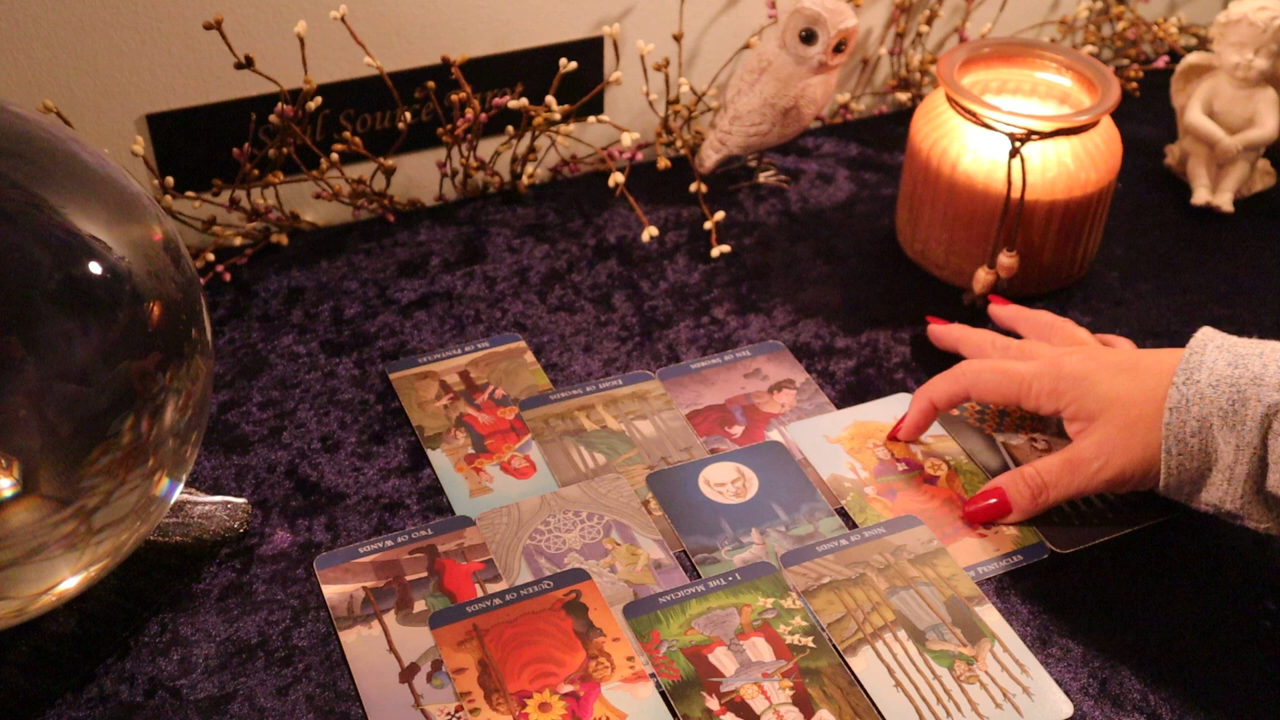 Soul Source
SIX OF PENTACLES
EIGHT OF SWORDS
TEN OF SWORDS
TWO OF WANDS
QUEEN OF WANDS
I • THE MAGICIAN
NINE OF WANDS
PENTACLES